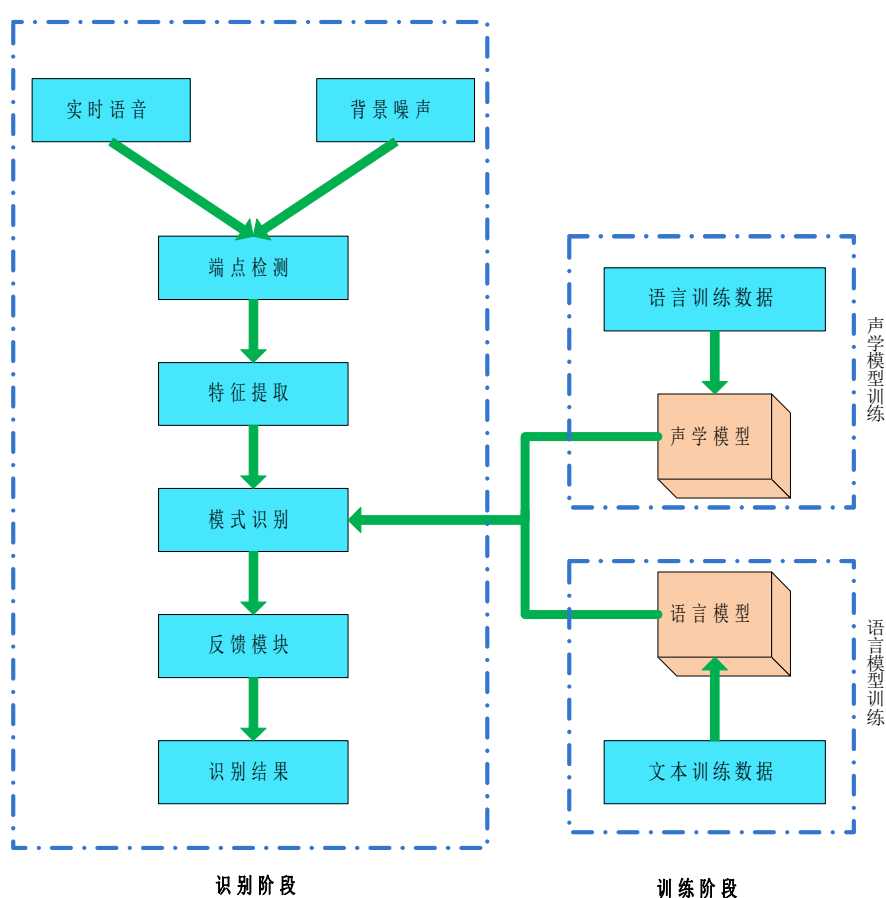 实时语音
背景噪声
端点检测
特征提取
模式识别
反馈模块
识别结果
识别阶段
语言训练数据
声学模型
声学模型训练
语言模型
文本训练数据
语言模型训练
训练阶段